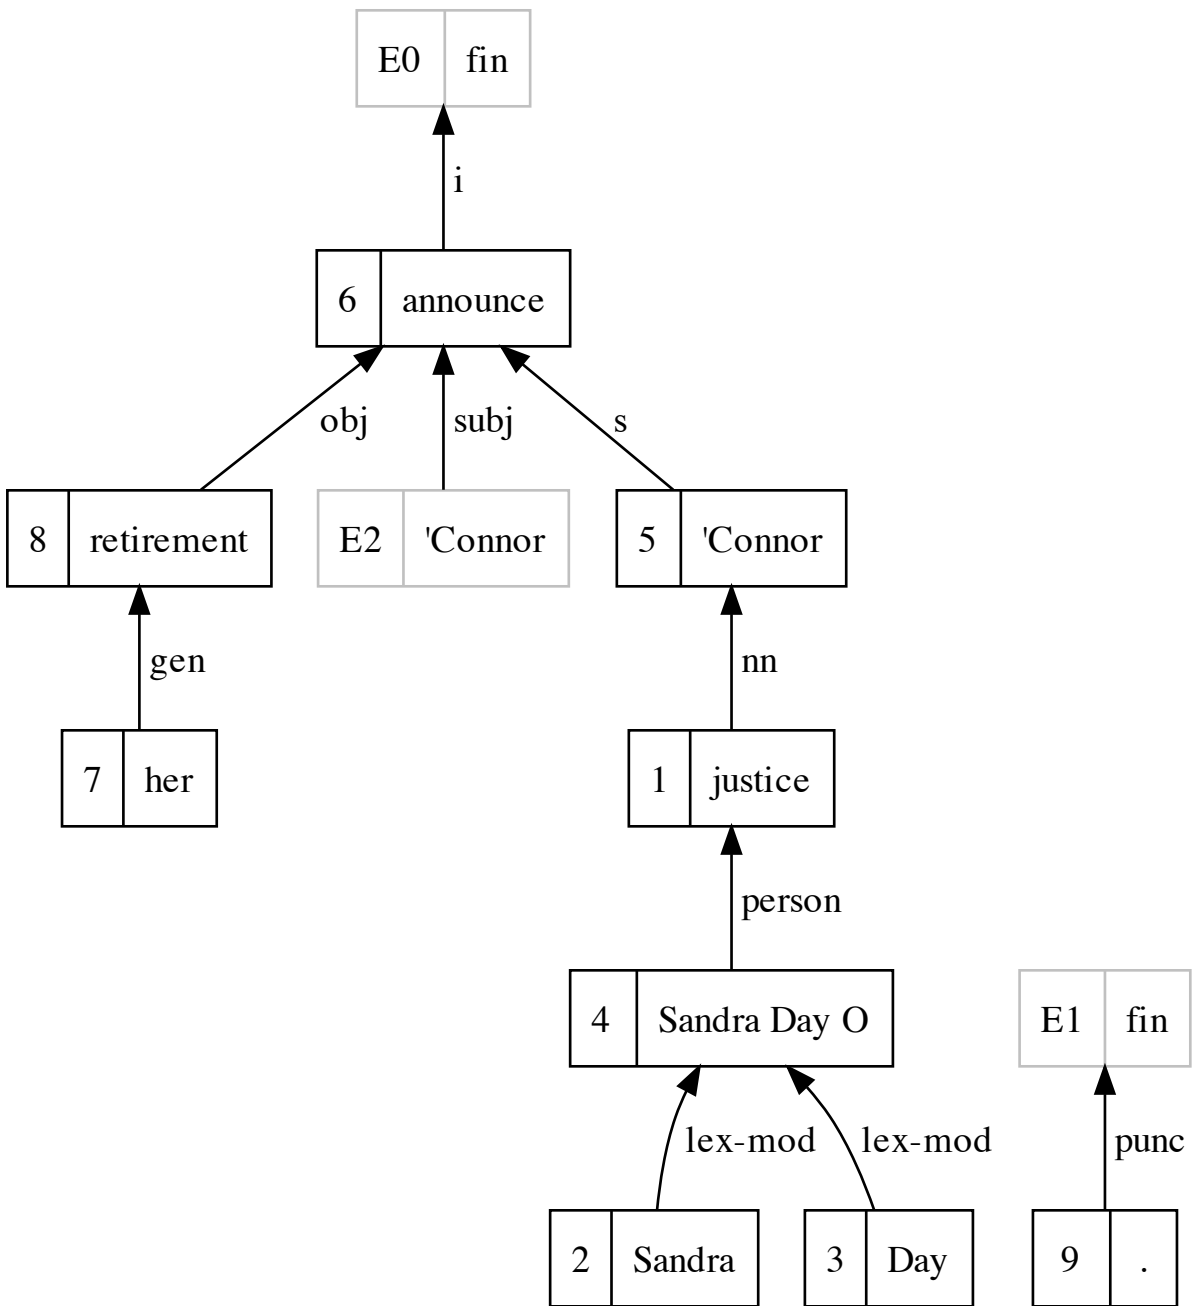 E0 fin
i
6 announce
obj subj s
8 retirement E2 'Connor 5 'Connor
gen nn
7 her 1 justice
person
4 Sandra Day O E1 fin
lex-mod lex-mod punc
2 Sandra 3 Day 9 .